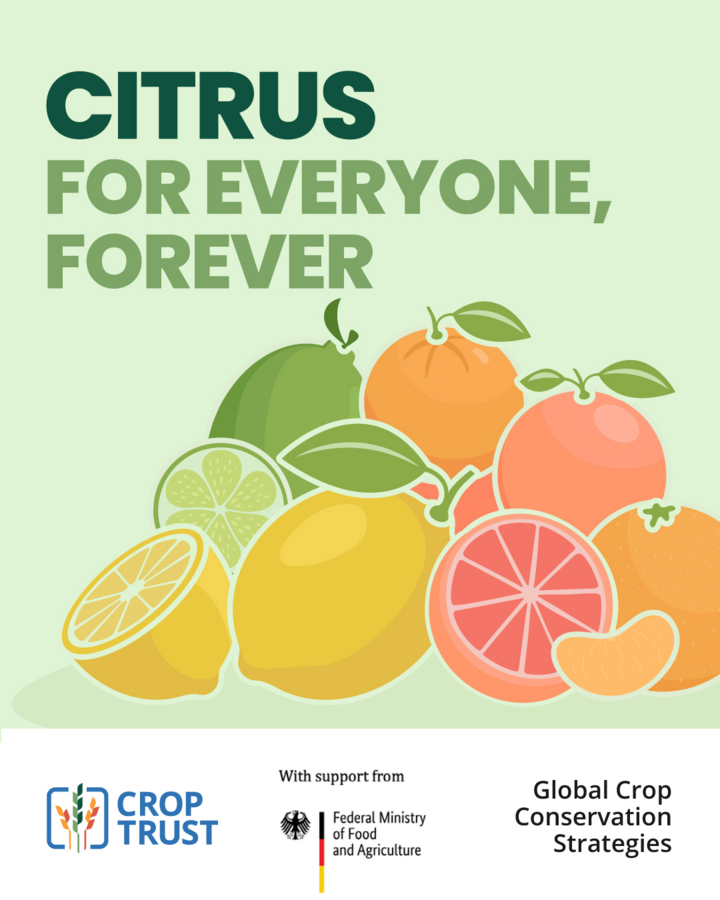 CITRUS
FOR EVERYONE,
FOREVER
CROP
TRUST
With support from
Federal Ministry
of Food
and Agriculture
Global Crop
Conservation
Strategies